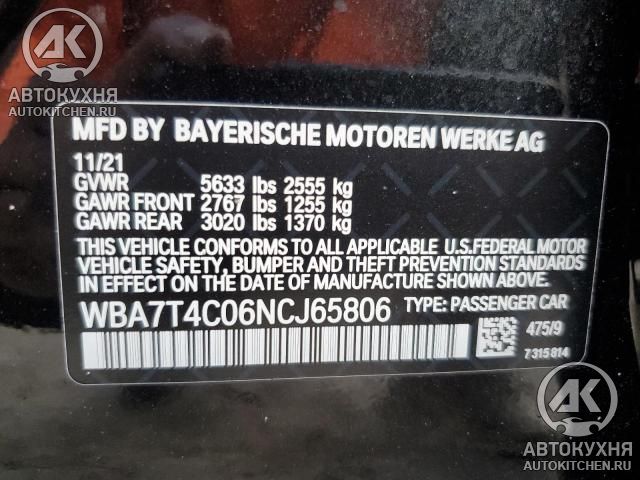 AK
АВТОКУХНЯ
AUTOKITCHEN.RU
MFD BY BAYERISCHE MOTOREN WERKE AG
11/21
GVWR 5633 lbs 2555 kg
GAWR FRONT 2767 lbs 1255 kg
GAWR REAR 3020 lbs 1370 kg
THIS VEHICLE CONFORMS TO ALL APPLICABLE U.S.FEDERAL MOTOR
VEHICLE SAFETY, BUMPER AND THEFT PREVENTION STANDARDS
IN EFFECT ON THE DATE OF MANUFACTURE SHOWN ABOVE.
WBA7T4C06NCJ65806 TYPE: PASSENGER CAR
475/9
7315814
AK
АВТОКУХНЯ
AUTOKITCHEN.RU